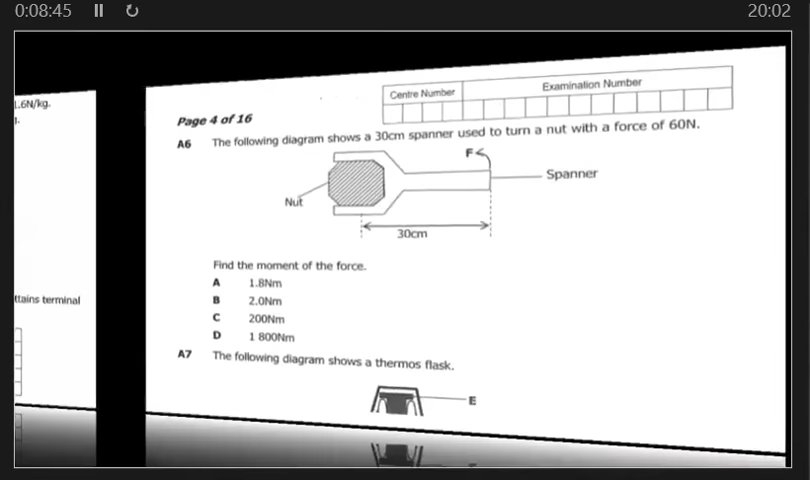 0:08:45
20:02
1.6N/kg.
ttains terminal
Centre Number
Examination Number
Page 4 of 16
A6 The following diagram shows a 30cm spanner used to turn a nut with a force of 60N.
F
Spanner
Nut
30cm
Find the moment of the force.
A 1.8Nm
B 2.0Nm
C 200Nm
D 1 800Nm
A7 The following diagram shows a thermos flask.
E